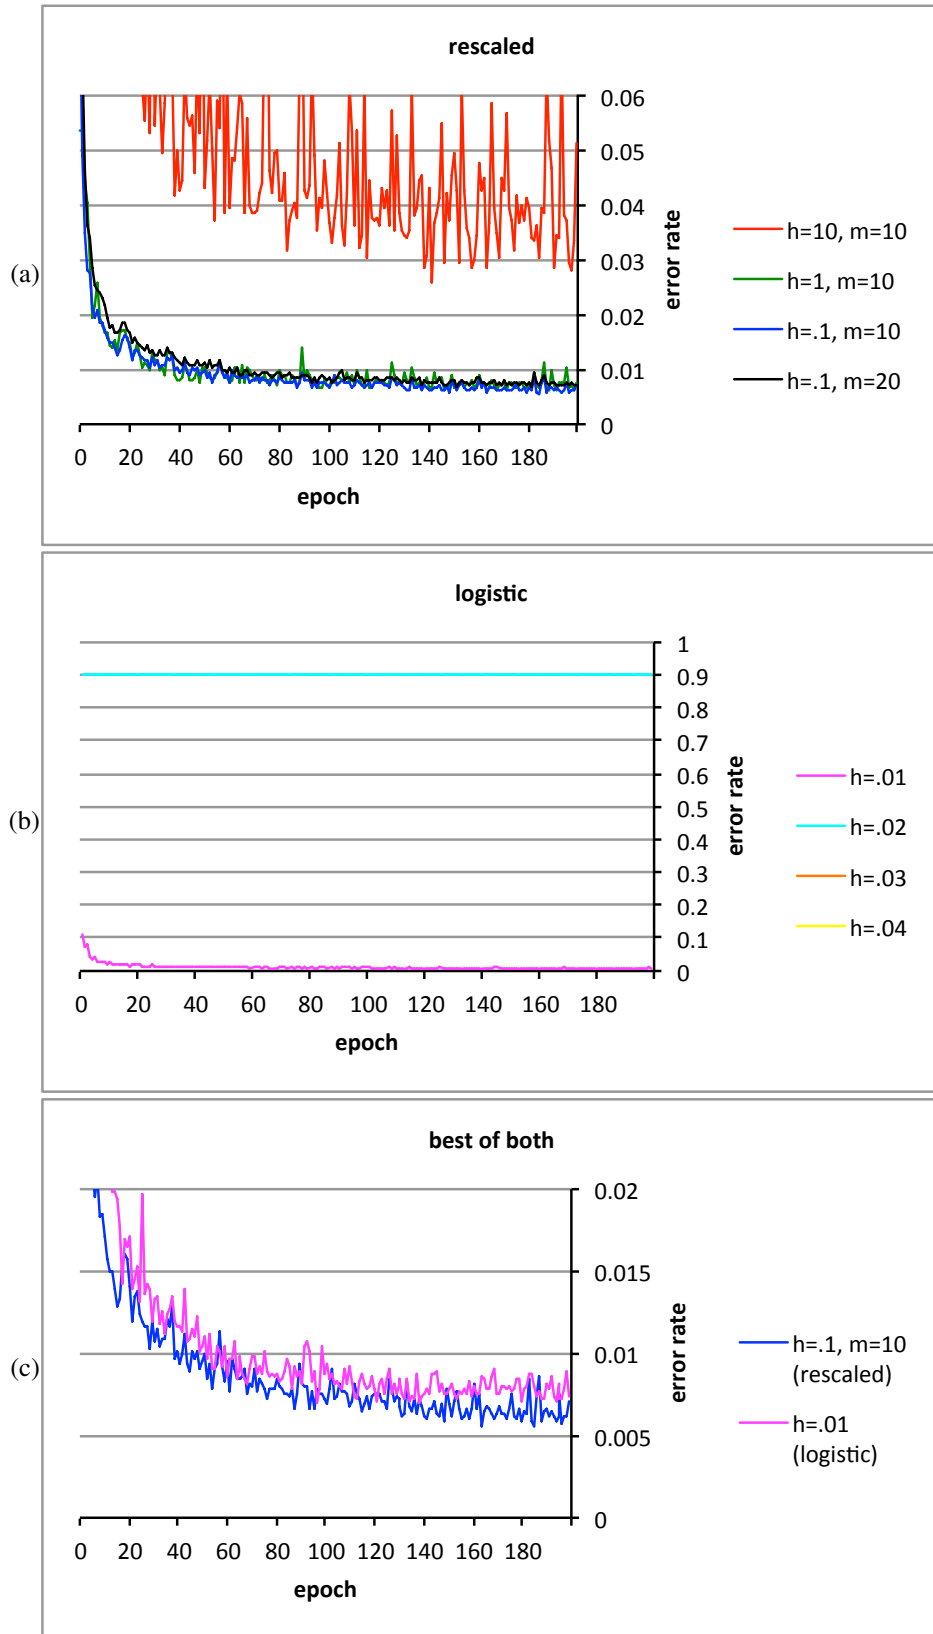 (a)
rescaled
0.06
0.05
0.04
0.03
0.02
0.01
0
error rate
0 20 40 60 80 100 120 140 160 180
epoch
h=10, m=10
h=1, m=10
h=.1, m=10
h=.1, m=20
(b)
logistic
1
0.9
0.8
0.7
0.6
0.5
0.4
0.3
0.2
0.1
0
error rate
0 20 40 60 80 100 120 140 160 180
epoch
h=.01
h=.02
h=.03
h=.04
(c)
best of both
0.02
0.015
0.01
0.005
0
error rate
0 20 40 60 80 100 120 140 160 180
epoch
h=.1, m=10
(rescaled)
h=.01
(logistic)